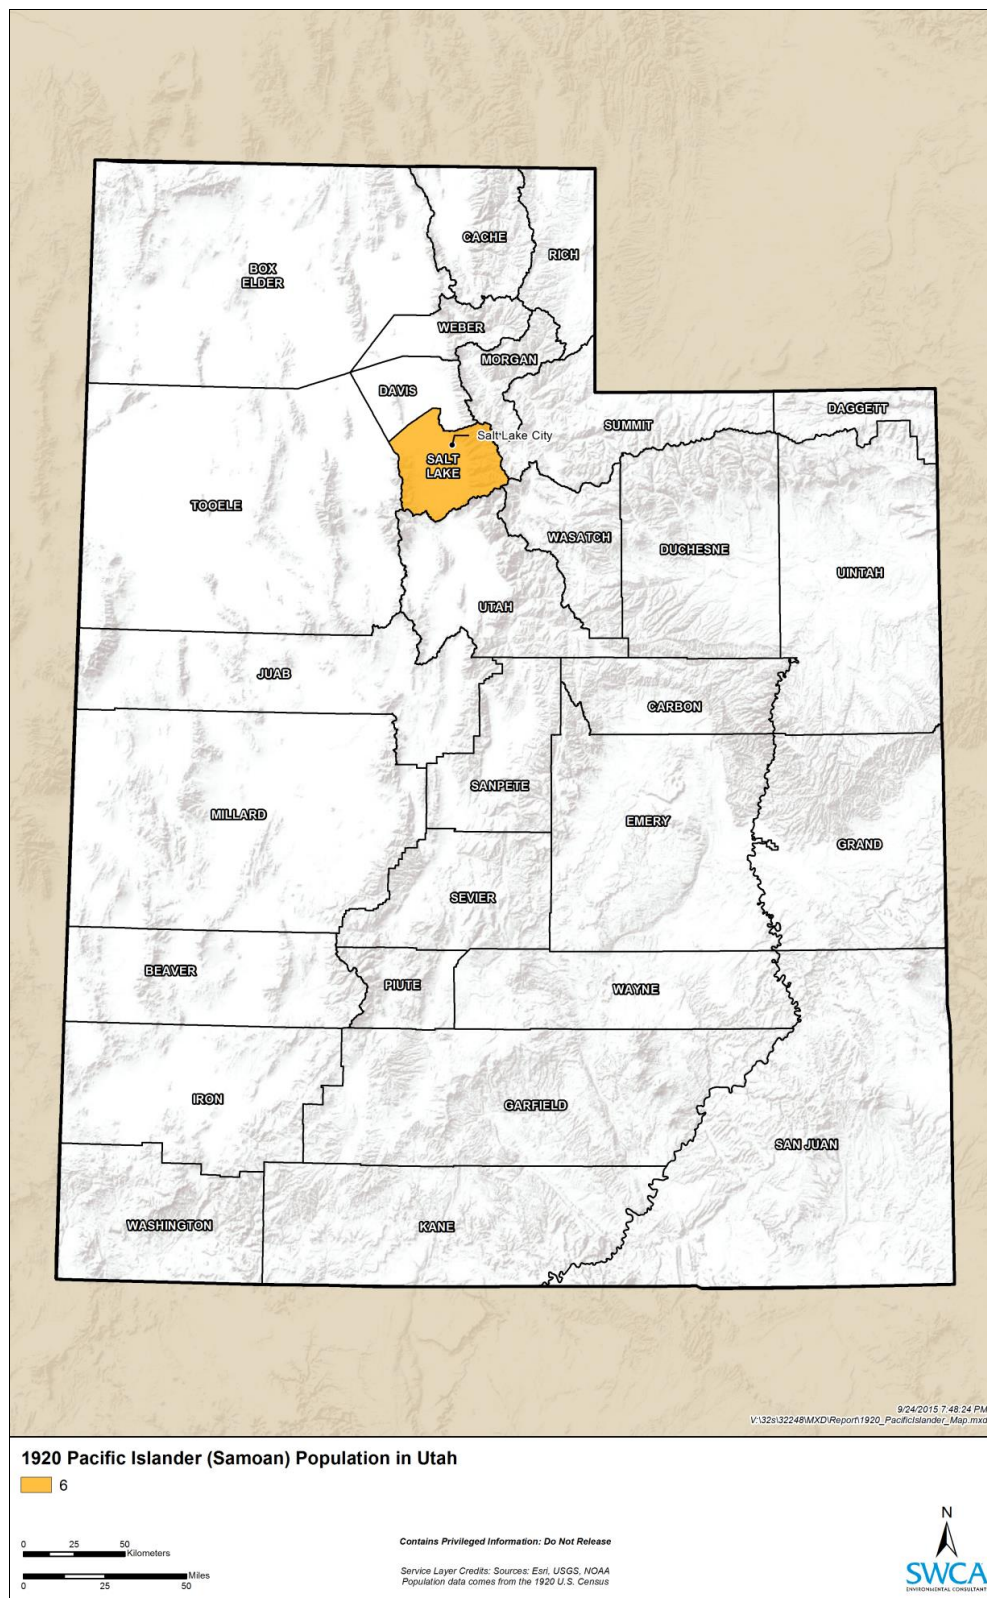 CACHE
RICH
BOX
ELDER
WEBER
MORGAN
DAVIS
DAGGETT
SUMMIT
Salt Lake City
SALT
LAKE
TOOELE
WASATCH
DUCHESNE
UINTAH
UTAH
JUAB
CARBON
SANPETE
MILLARD
EMERY
GRAND
SEVIER
BEAVER
PIUTE
WAYNE
IRON
GARFIELD
SAN JUAN
WASHINGTON
KANE
9/24/2015 7:48:24 PM
V:\32s\32248\MXD\Report\1920_PacificIslander_Map.mxd
1920 Pacific Islander (Samoan) Population in Utah
6
N
0 25 50
Kilometers
Miles
0 25 50
Contains Privileged Information: Do Not Release
Service Layer Credits: Sources: Esri, USGS, NOAA
Population data comes from the 1920 U.S. Census
SWCA
ENVIRONMENTAL CONSULTANTS